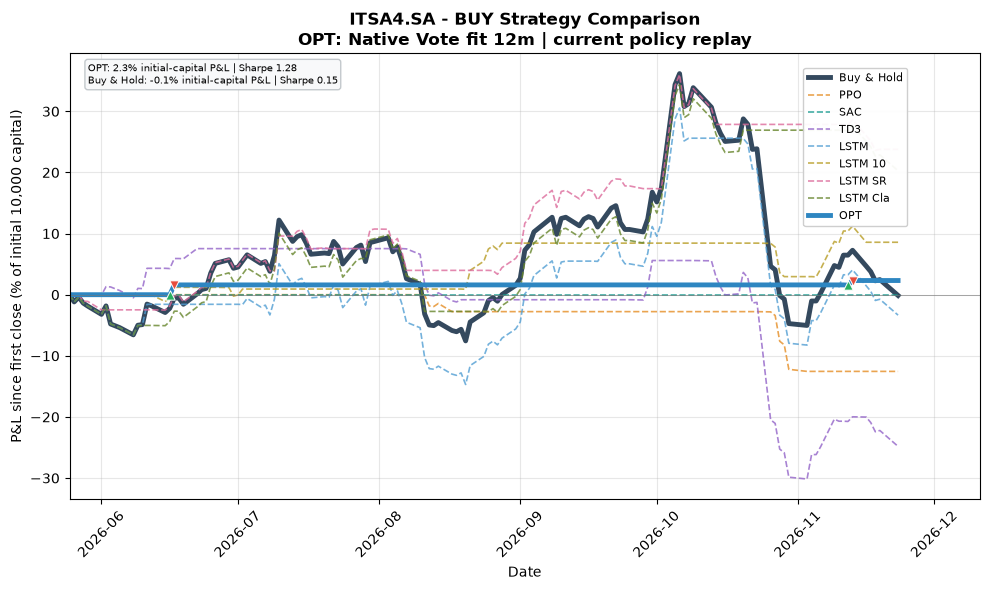 ITSA4.SA - BUY Strategy Comparison
OPT: Native Vote fit 12m | current policy replay
OPT: 2.3% initial-capital P&L | Sharpe 1.28
Buy & Hold: -0.1% initial-capital P&L | Sharpe 0.15
Buy & Hold
PPO
SAC
TD3
LSTM
LSTM 10
LSTM SR
LSTM Cla
OPT
P&L since first close (% of initial 10,000 capital)
30
20
10
0
−10
−20
−30
2026-06
2026-07
2026-08
2026-09
2026-10
2026-11
2026-12
Date